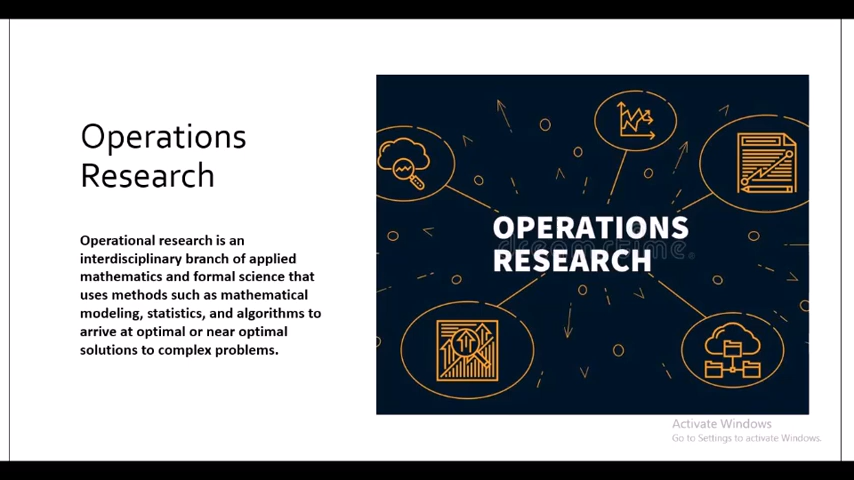 Operations
Research
Operational research is an
interdisciplinary branch of applied
mathematics and formal science that
uses methods such as mathematical
modeling, statistics, and algorithms to
arrive at optimal or near optimal
solutions to complex problems.
OPERATIONS
dreamstime.
RESEARCH
Activate Windows
Go to Settings to activate Windows.